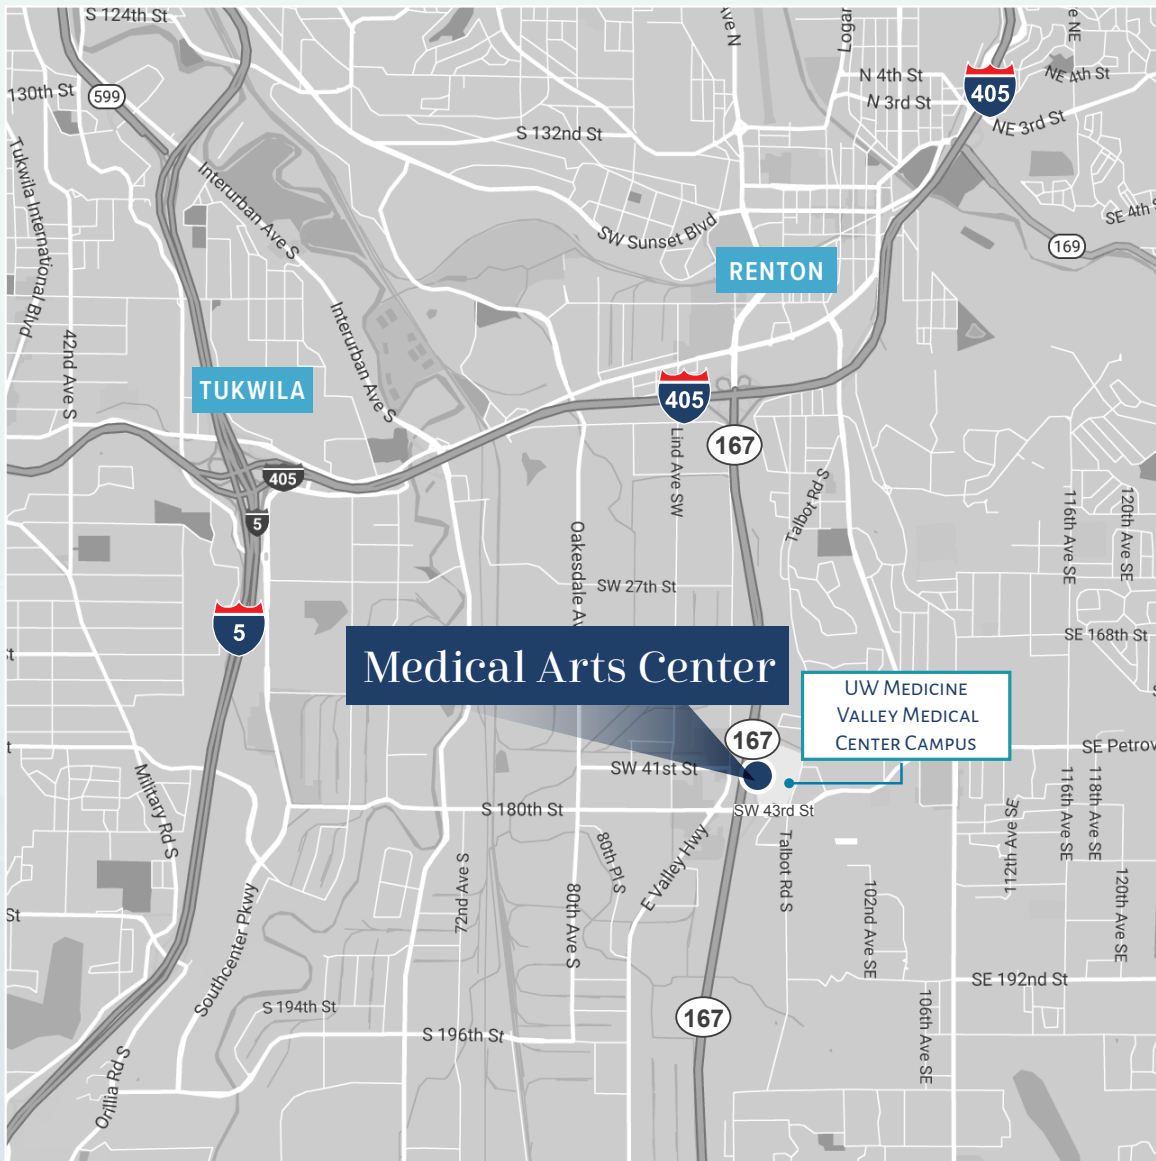 S 124th St
Ave N
Logan
e NE
130th St
599
N 4th St
N 3rd St
405
NE 4th St
NE 3rd St
S 132nd St
Tukwila International Blvd
Interurban Ave S
SW Sunset Blvd
SE 4th S
169
RENTON
42nd Ave S
Interurban Ave S
TUKWILA
405
167
Lind Ave SW
Talbot Rd S
405
5
116th Ave SE
120th Ave SE
Oakesdale Av
SW 27th St
5
SE 168th St
St
Medical Arts Center
UW Medicine
Valley Medical
Center Campus
167
SE Petrov
SW 41st St
Military Rd S
S 180th St
SW 43rd St
116th Ave SE
118th Ave SE
112th Ave SE
80th Pl S
E Valley Hwy
Talbot Rd S
72nd Ave S
80th Ave S
102nd Ave SE
120th Ave SE
St
Southcenter Pkwy
SE 192nd St
S 194th St
106th Ave SE
167
S 196th St
Orillia Rd S